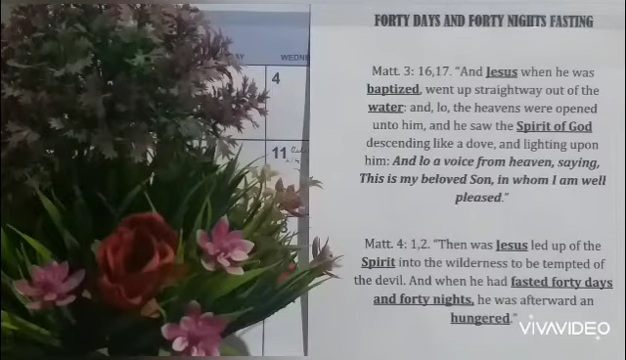 DAY
WEDNE
4
11
FORTY DAYS AND FORTY NIGHTS FASTING
Matt. 3: 16,17. “And Jesus when he was
baptized, went up straightway out of the
water: and, lo, the heavens were opened
unto him, and he saw the Spirit of God
descending like a dove, and lighting upon
him: And lo a voice from heaven, saying,
This is my beloved Son, in whom I am well
pleased.”
Matt. 4: 1,2. “Then was Jesus led up of the
Spirit into the wilderness to be tempted of
the devil. And when he had fasted forty days
and forty nights, he was afterward an
hungered.”
VIVAVIDEO